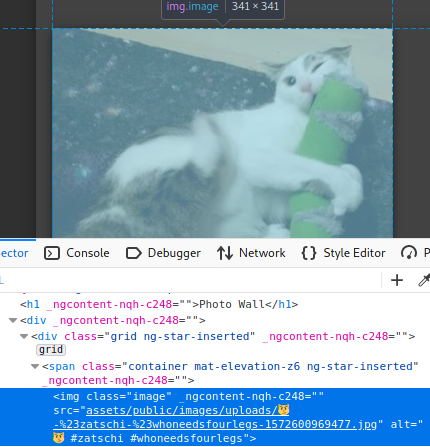 img.image | 341 × 341
ector Console Debugger Network {} Style Editor P
<h1 _ngcontent-nqh-c248="">Photo Wall</h1>
<div _ngcontent-nqh-c248="">
<div class="grid ng-star-inserted" _ngcontent-nqh-c248="">
grid
<span class="container mat-elevation-z6 ng-star-inserted"
_ngcontent-nqh-c248="">
<img class="image" _ngcontent-nqh-c248=""
src="assets/public/images/uploads/😼
-%23zatschi-%23whoneedsfourlegs-1572600969477.jpg" alt="
😼 #zatschi #whoneedsfourlegs">